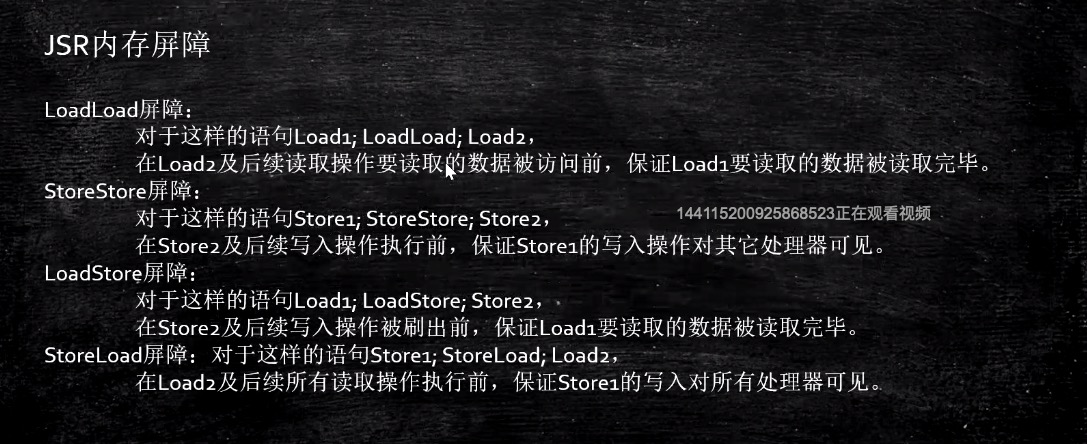 JSR内存屏障
LoadLoad屏障：
对于这样的语句Load1; LoadLoad; Load2，
在Load2及后续读取操作要读取的数据被访问前，保证Load1要读取的数据被读取完毕。
StoreStore屏障：
对于这样的语句Store1; StoreStore; Store2，
144115200925868523正在观看视频
在Store2及后续写入操作执行前，保证Store1的写入操作对其它处理器可见。
LoadStore屏障：
对于这样的语句Load1; LoadStore; Store2，
在Store2及后续写入操作被刷出前，保证Load1要读取的数据被读取完毕。
StoreLoad屏障：对于这样的语句Store1; StoreLoad; Load2，
在Load2及后续所有读取操作执行前，保证Store1的写入对所有处理器可见。